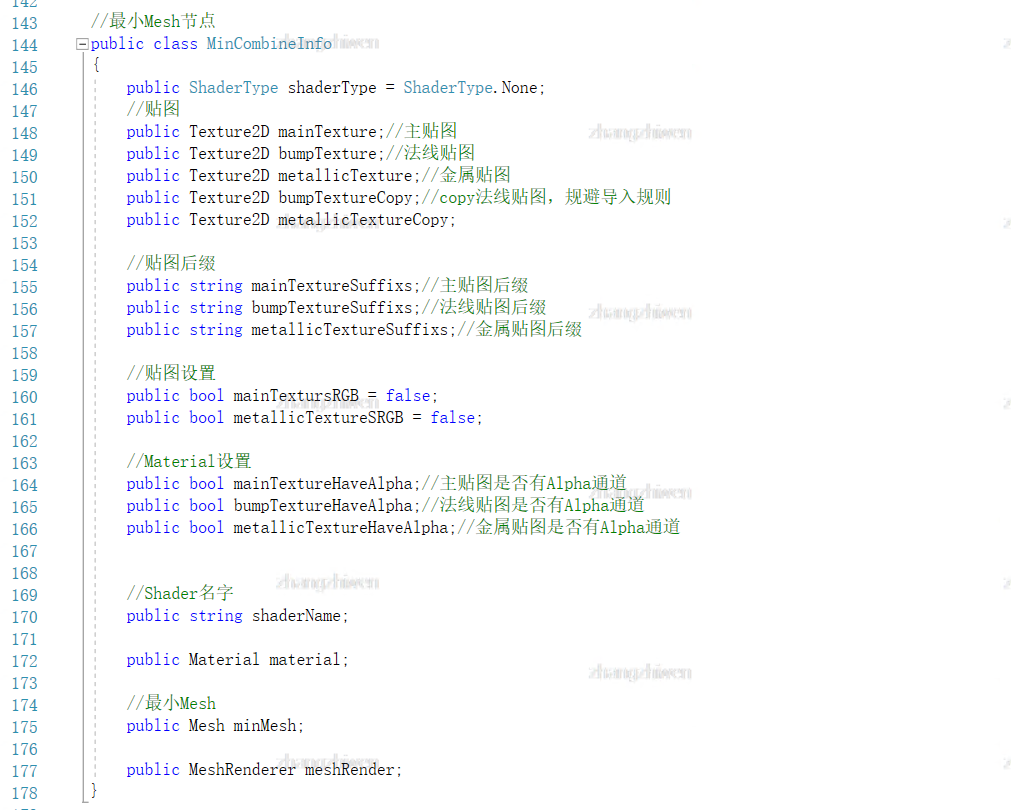 142
143 //最小Mesh节点
144 public class MinCombineInfo
145 {
146 public ShaderType shaderType = ShaderType.None;
147 //贴图
148 public Texture2D mainTexture;//主贴图
149 public Texture2D bumpTexture;//法线贴图
150 public Texture2D metallicTexture;//金属贴图
151 public Texture2D bumpTextureCopy;//copy法线贴图，规避导入规则
152 public Texture2D metallicTextureCopy;
153
154 //贴图后缀
155 public string mainTextureSuffixs;//主贴图后缀
156 public string bumpTextureSuffixs;//法线贴图后缀
157 public string metallicTextureSuffixs;//金属贴图后缀
158
159 //贴图设置
160 public bool mainTextursRGB = false;
161 public bool metallicTextureSRGB = false;
162
163 //Material设置
164 public bool mainTextureHaveAlpha;//主贴图是否有Alpha通道
165 public bool bumpTextureHaveAlpha;//法线贴图是否有Alpha通道
166 public bool metallicTextureHaveAlpha;//金属贴图是否有Alpha通道
167
168
169 //Shader名字
170 public string shaderName;
171
172 public Material material;
173
174 //最小Mesh
175 public Mesh minMesh;
176
177 public MeshRenderer meshRender;
178 }
zhangzhiwen
zhangzhiwen
zhangzhiwen
zhangzhiwen
zhangzhiwen
zhangzhiwen
zhangzhiwen
zhangzhiwen
zhangzhiwen